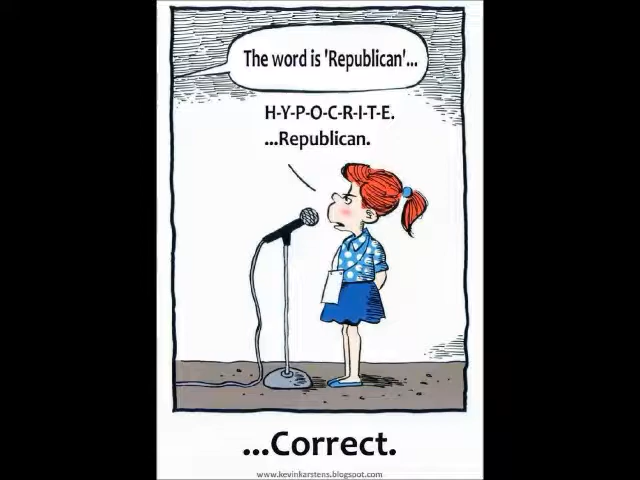 The word is 'Republican'...
H-Y-P-O-C-R-I-T-E.
...Republican.
...Correct.
www.kevinkarstens.blogspot.com